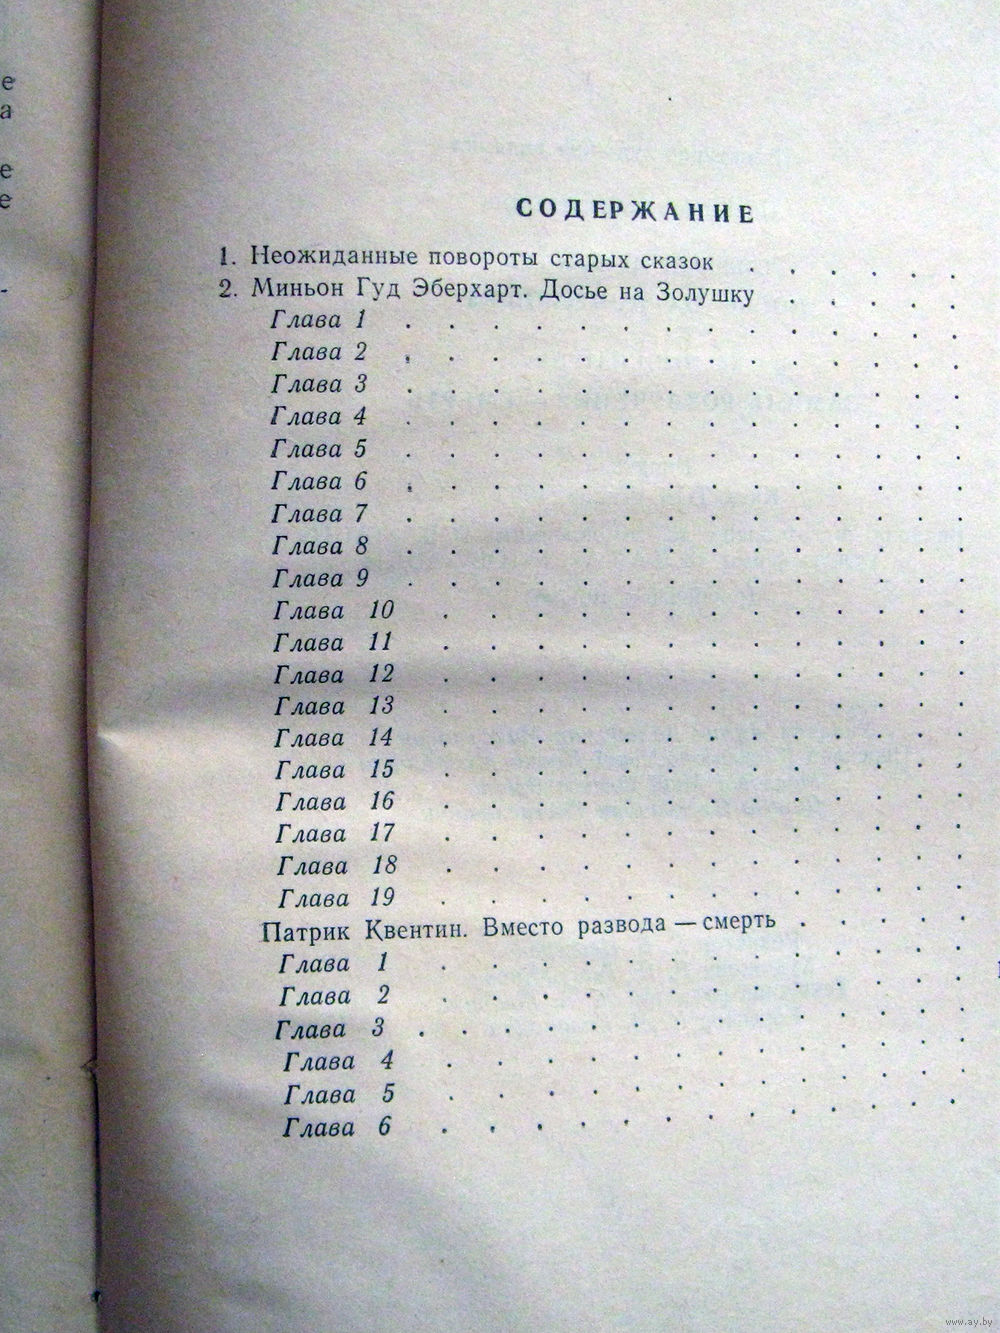 е
а
е
е
-
СОДЕРЖАНИЕ
1. Неожиданные повороты старых сказок . . . . . .
2. Миньон Гуд Эберхарт. Досье на Золушку . . . . .
Глава 1 . . . . . . . . . . . . . .
Глава 2 . . . . . . . . . . . . . .
Глава 3 . . . . . . . . . . . . . .
Глава 4 . . . . . . . . . . . . . .
Глава 5 . . . . . . . . . . . . . .
Глава 6 . . . . . . . . . . . . . .
Глава 7 . . . . . . . . . . . . . .
Глава 8 . . . . . . . . . . . . . .
Глава 9 . . . . . . . . . . . . . .
Глава 10 . . . . . . . . . . . . .
Глава 11 . . . . . . . . . . . . .
Глава 12 . . . . . . . . . . . . .
Глава 13 . . . . . . . . . . . . .
Глава 14 . . . . . . . . . . . . .
Глава 15 . . . . . . . . . . . . .
Глава 16 . . . . . . . . . . . . .
Глава 17 . . . . . . . . . . . . .
Глава 18 . . . . . . . . . . . . .
Глава 19 . . . . . . . . . . . . .
Патрик Квентин. Вместо развода — смерть . . . . .
Глава 1 . . . . . . . . . . . . .
Глава 2 . . . . . . . . . . . . .
Глава 3 . . . . . . . . . . . . . .
Глава 4 . . . . . . . . . . . . .
Глава 5 . . . . . . . . . . . . .
Глава 6 . . . . . . . . . . . . .
www.ay.by